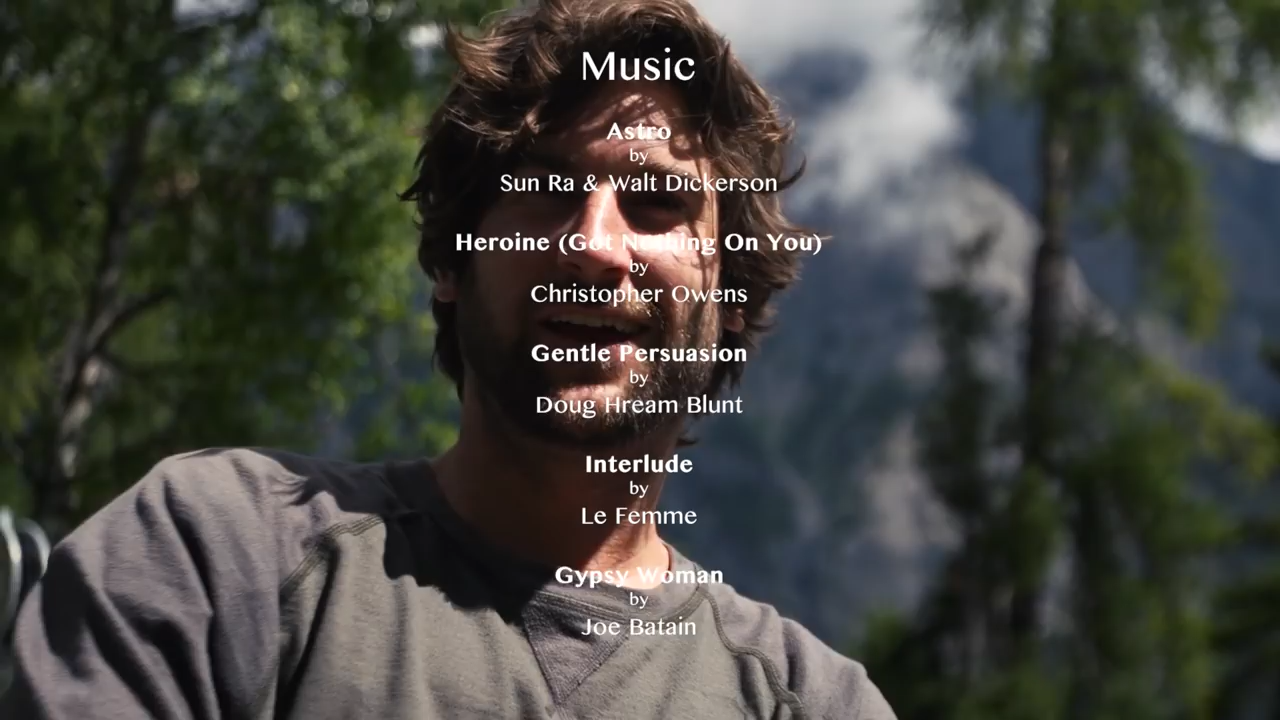 Music
Astro
by
Sun Ra & Walt Dickerson
Heroine (Got Nothing On You)
by
Christopher Owens
Gentle Persuasion
by
Doug Hream Blunt
Interlude
by
Le Femme
Gypsy Woman
by
Joe Batain